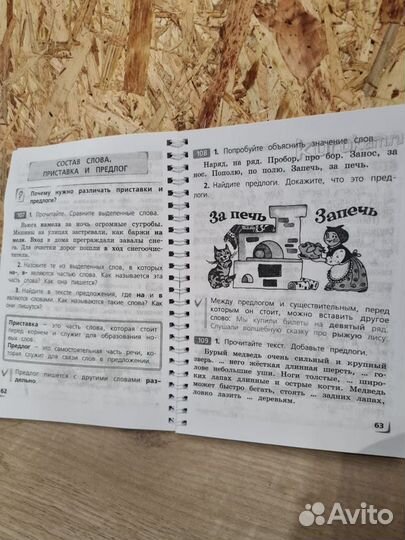 СОСТАВ СЛОВА,
ПРИСТАВКА И ПРЕДЛОГ
? Почему нужно различать приставки и
предлоги?
107 1. Прочитайте. Сравните выделенные слова.
Вьюга намела за ночь огромные сугробы.
Машины на улицах застревали, как баржи на
мели. Вход в дома преграждали завалы сне-
га. Для очистки дорог пошли в ход снегоочисти-
тели.
2. Назовите те из выделенных слов, в которых
на-, в- являются частью слова. Как называется эта
часть слова? Как она пишется?
3. Найдите в тексте предложения, где на и в
являются словами. Как называются такие слова? Как
они пишутся?
Приставка – это часть слова, которая стоит
перед корнем и служит для образования но-
вых слов.
Предлог – это самостоятельная часть речи, ко-
торая служит для связи слов в предложении.
Предлог пишется с другими словами раз-
дельно.
62
108 1. Попробуйте объяснить значение слов.
Наряд, на ряд. Пробор, про бор. Занос, за
нос. Пополю, по полю. Запечь, за печь.
2. Найдите предлоги. Докажите, что это пред-
логи.
За печь Запечь
Между предлогом и существительным, перед
которым он стоит, можно вставить другое
слово: Мы купили билеты на девятый ряд.
Слушали волшебную сказку про рыжую лису.
109 1. Прочитайте текст. Добавьте предлоги.
Бурый медведь очень сильный и крупный
зверь. ... него жёсткая длинная шерсть, ... го-
лове небольшие уши. Ноги толстые, ... широ-
ких лапах длинные и острые когти. Медведь
может быстро бегать, стоять ... задних лапах,
ловко лазить ... деревьям.
63
Avito